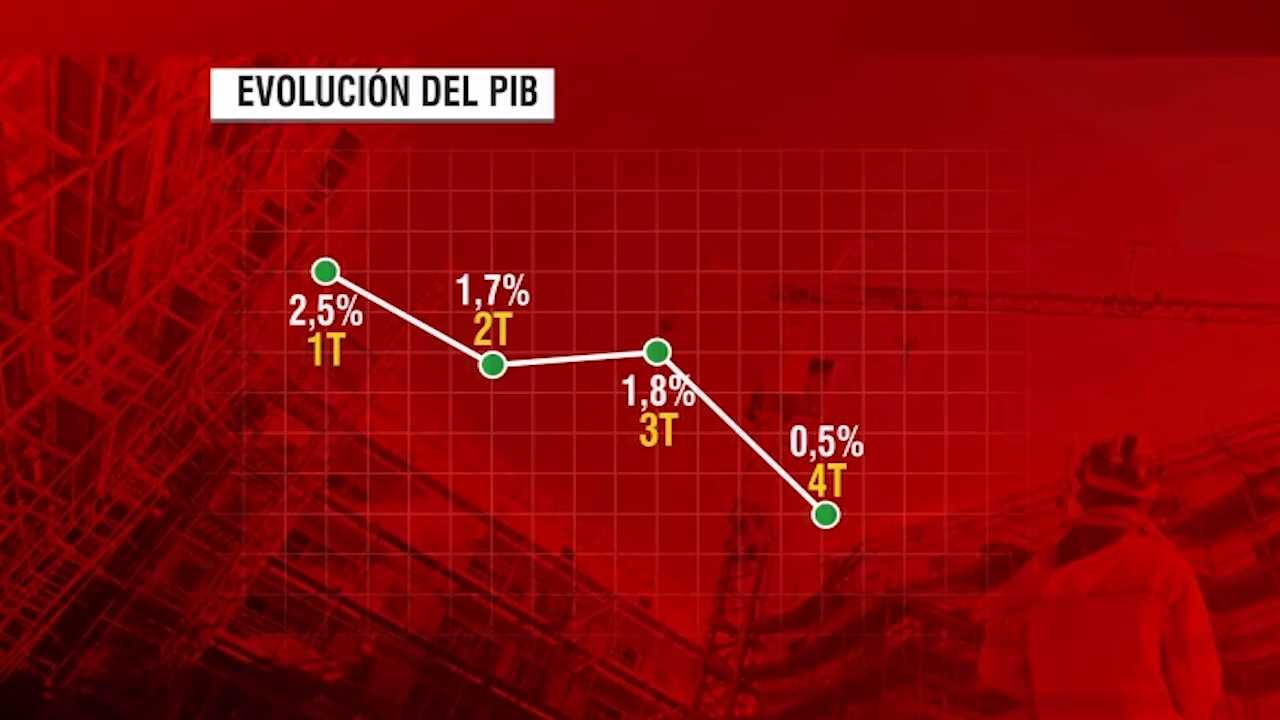 EVOLUCIÓN DEL PIB
2,5%
1T
1,7%
2T
1,8%
3T
0,5%
4T